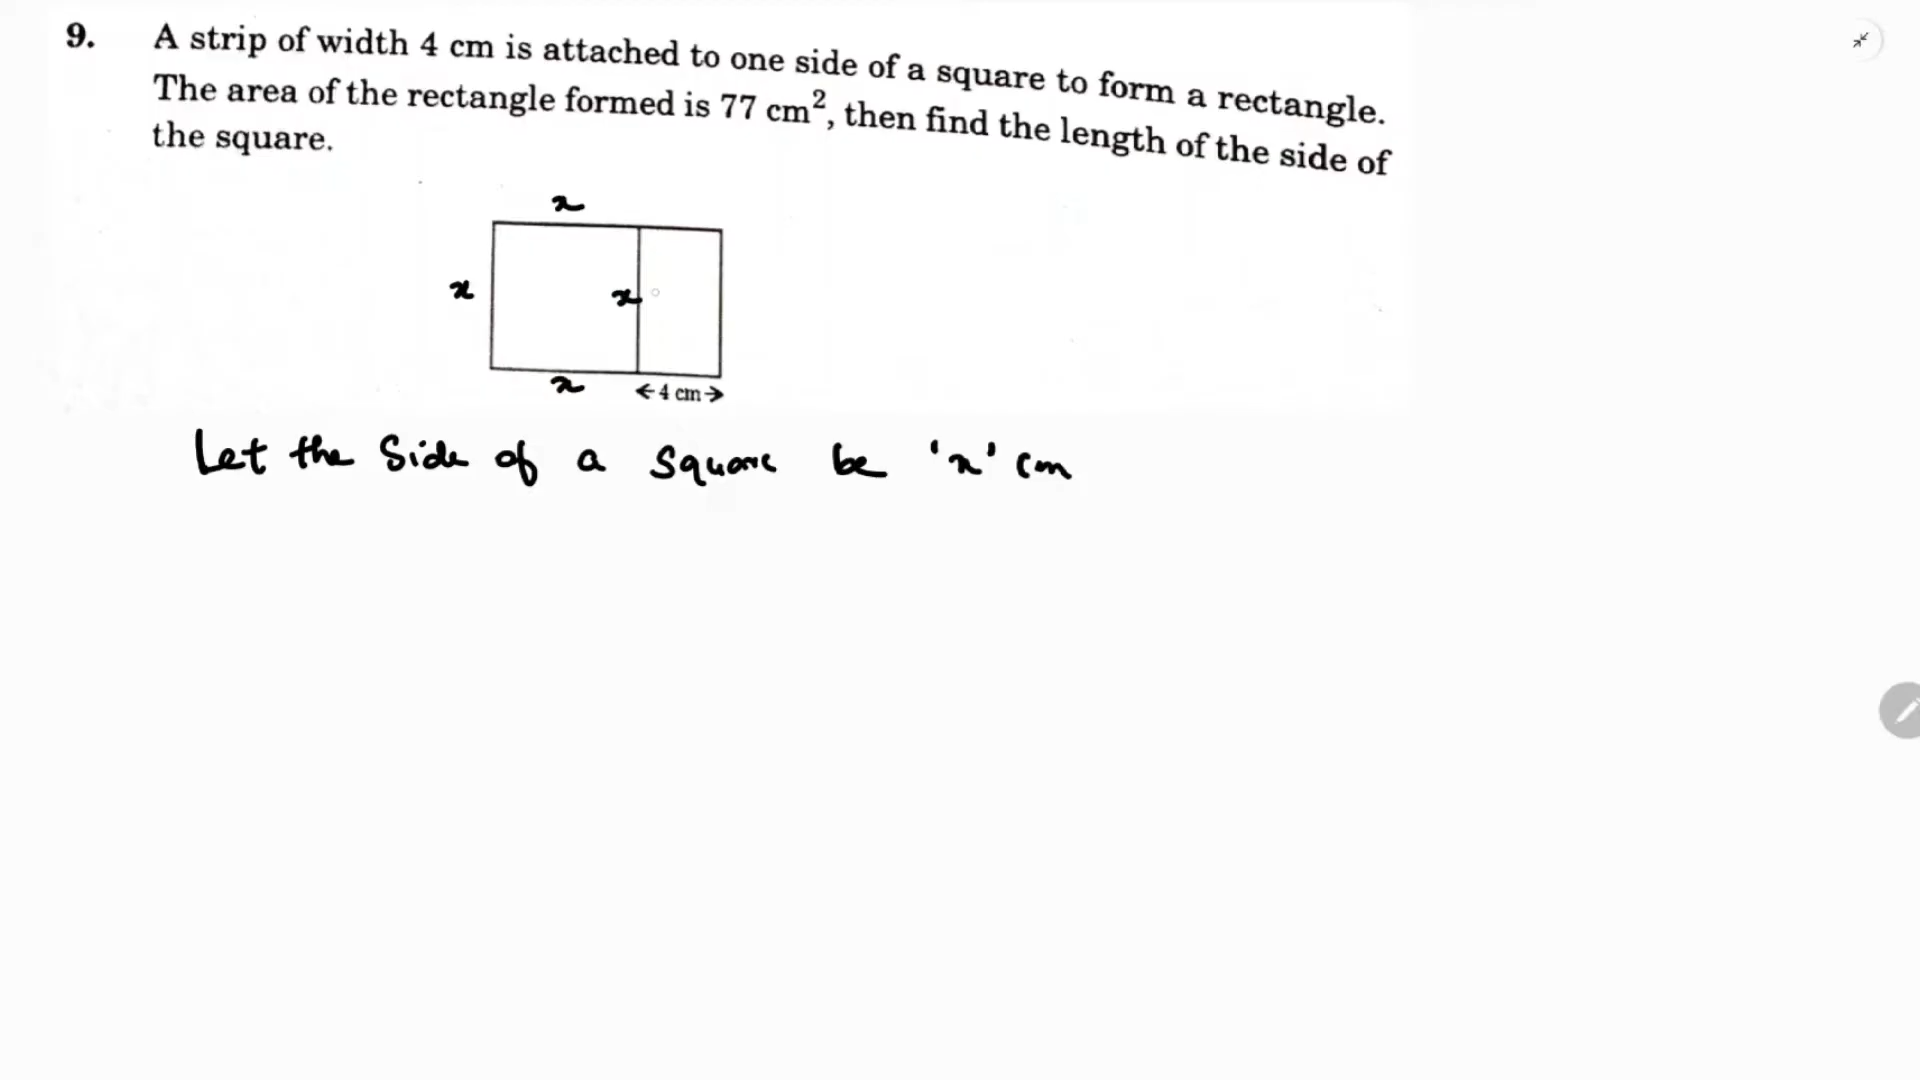 9. A strip of width 4 cm is attached to one side of a square to form a rectangle.
The area of the rectangle formed is 77 cm², then find the length of the side of
the square.
x
x
x
x
←4 cm→
Let the Side of a Square be 'x' cm